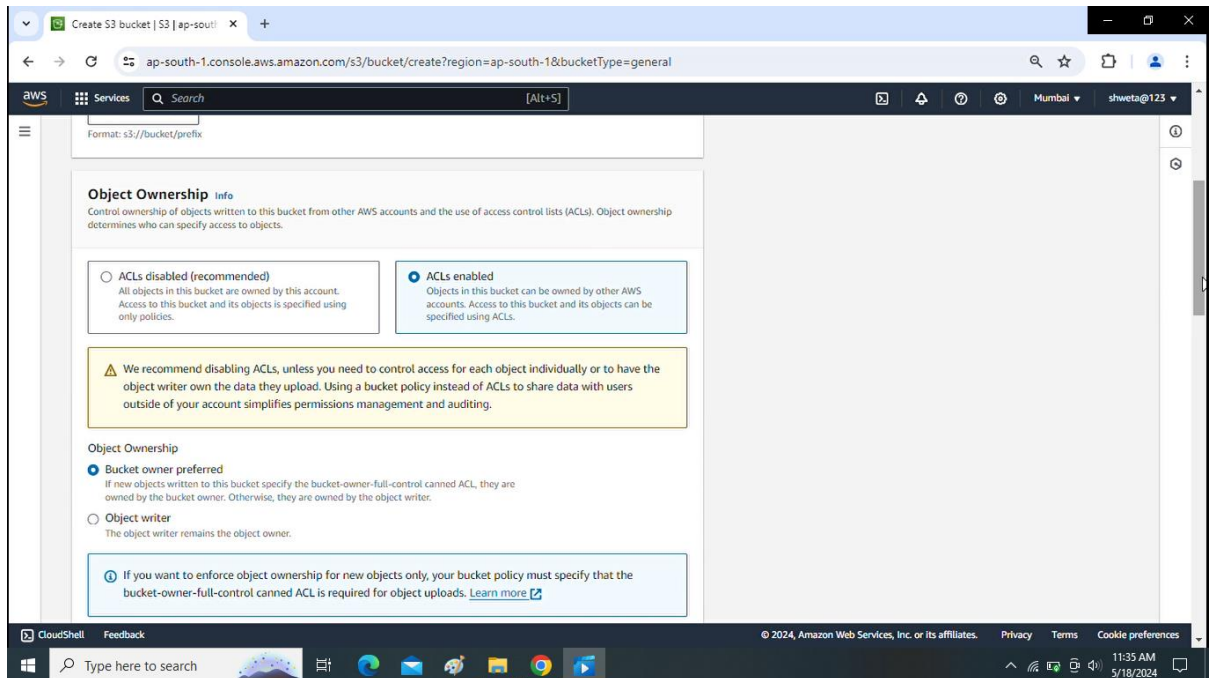 Create S3 bucket | S3 | ap-sout
ap-south-1.console.aws.amazon.com/s3/bucket/create?region=ap-south-1&bucketType=general
aws
Services
Search
[Alt+S]
Mumbai
shweta@123
Format: s3://bucket/prefix
Object Ownership Info
Control ownership of objects written to this bucket from other AWS accounts and the use of access control lists (ACLs). Object ownership
determines who can specify access to objects.
ACLs disabled (recommended)
All objects in this bucket are owned by this account.
Access to this bucket and its objects is specified using
only policies.
ACLs enabled
Objects in this bucket can be owned by other AWS
accounts. Access to this bucket and its objects can be
specified using ACLs.
We recommend disabling ACLs, unless you need to control access for each object individually or to have the
object writer own the data they upload. Using a bucket policy instead of ACLs to share data with users
outside of your account simplifies permissions management and auditing.
Object Ownership
Bucket owner preferred
If new objects written to this bucket specify the bucket-owner-full-control canned ACL, they are
owned by the bucket owner. Otherwise, they are owned by the object writer.
Object writer
The object writer remains the object owner.
If you want to enforce object ownership for new objects only, your bucket policy must specify that the
bucket-owner-full-control canned ACL is required for object uploads. Learn more
CloudShell
Feedback
© 2024, Amazon Web Services, Inc. or its affiliates.
Privacy
Terms
Cookie preferences
Type here to search
11:35 AM
5/18/2024